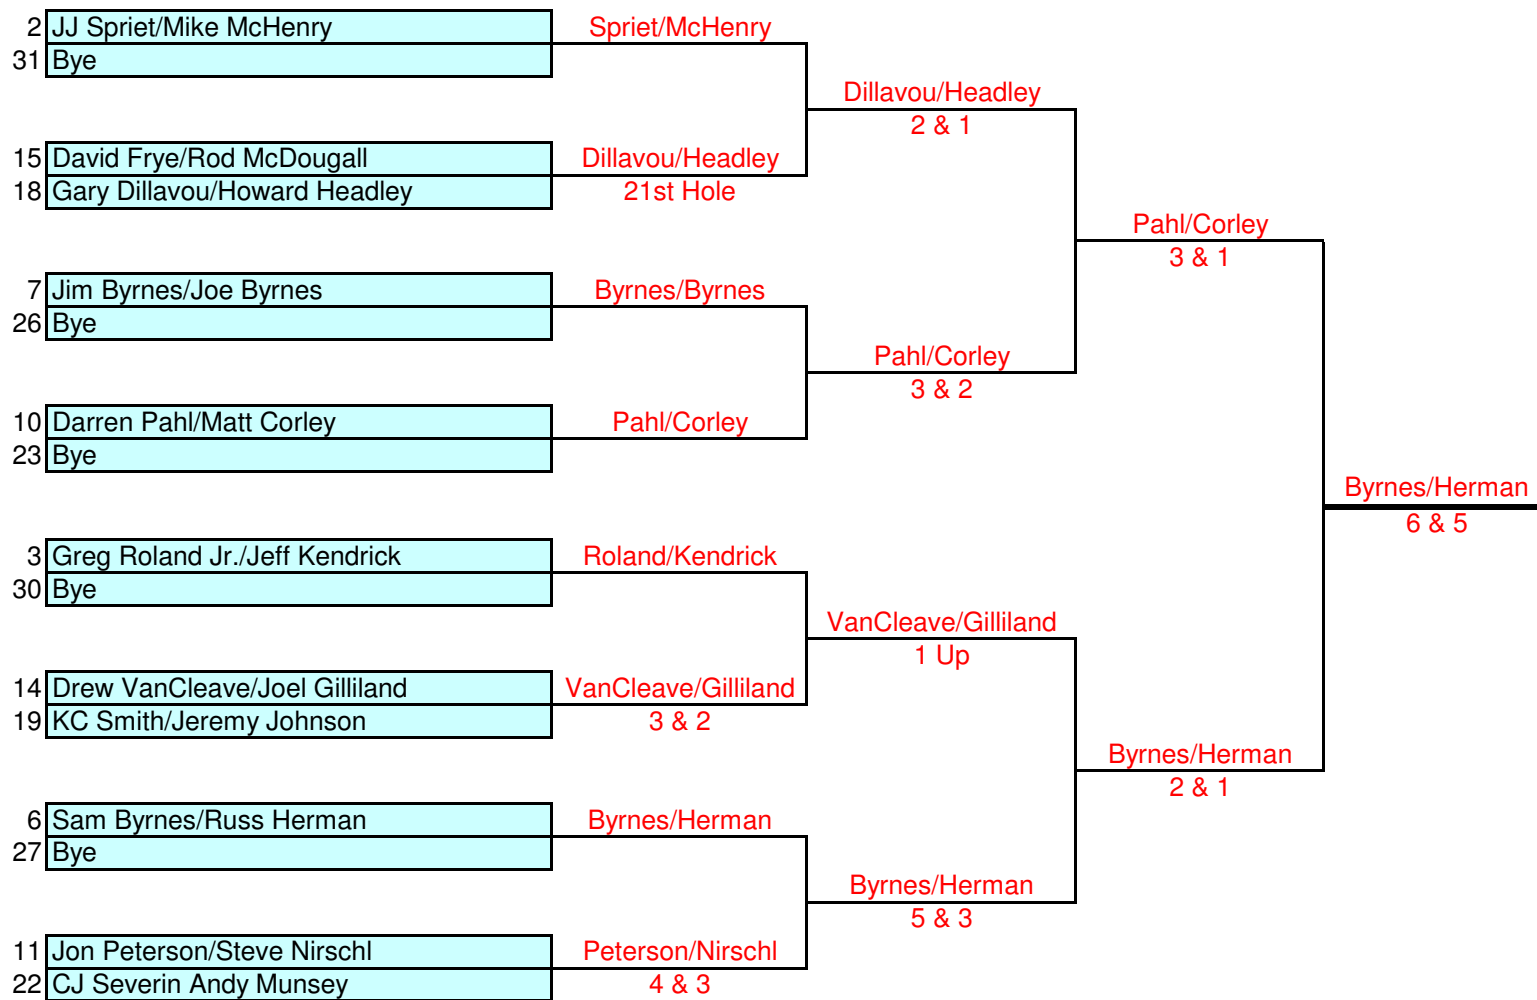 2 JJ Spriet/Mike McHenry Spriet/McHenry
31 Bye
Dillavou/Headley
2 & 1
15 David Frye/Rod McDougall Dillavou/Headley
18 Gary Dillavou/Howard Headley 21st Hole
Pahl/Corley
3 & 1
7 Jim Byrnes/Joe Byrnes Byrnes/Byrnes
26 Bye
Pahl/Corley
3 & 2
10 Darren Pahl/Matt Corley Pahl/Corley
23 Bye
Byrnes/Herman
6 & 5
3 Greg Roland Jr./Jeff Kendrick Roland/Kendrick
30 Bye
VanCleave/Gilliland
1 Up
14 Drew VanCleave/Joel Gilliland VanCleave/Gilliland
19 KC Smith/Jeremy Johnson 3 & 2
Byrnes/Herman
2 & 1
6 Sam Byrnes/Russ Herman Byrnes/Herman
27 Bye
Byrnes/Herman
5 & 3
11 Jon Peterson/Steve Nirschl Peterson/Nirschl
22 CJ Severin Andy Munsey 4 & 3